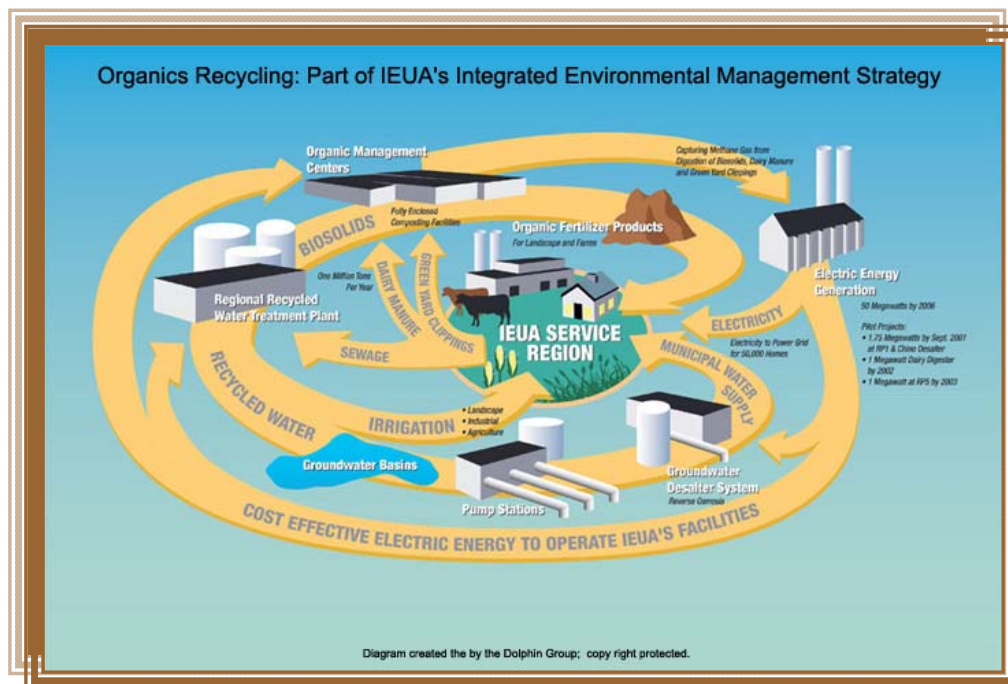 Organics Recycling: Part of IEUA's Integrated Environmental Management Strategy
Organic Management
Centers
Capturing Methane Gas from
Digestion of Biosolids, Dairy Manure
and Green Yard Clippings
BIOSOLIDS
Fully Enclosed
Composting Facilities
Organic Fertilizer Products
For Landscape and Farms
One Million Tons
Per Year
DAIRY MANURE
GREEN YARD CLIPPINGS
Regional Recycled
Water Treatment Plant
Electric Energy
Generation
50 Megawatts by 2006
Pilot Projects:
• 1.75 Megawatts by Sept. 2001
at RP1 & Chino Desalter
• 1 Megawatt Dairy Digester
by 2002
• 1 Megawatt at RP5 by 2003
ELECTRICITY
Electricity to Power Grid
for 50,000 Homes
IEUA SERVICE
REGION
SEWAGE
MUNICIPAL WATER
SUPPLY
RECYCLED WATER
IRRIGATION
• Landscape
• Industrial
• Agriculture
Groundwater Basins
Pump Stations
Groundwater
Desalter System
Reverse Osmosis
COST EFFECTIVE ELECTRIC ENERGY TO OPERATE IEUA'S FACILITIES
Diagram created the by the Dolphin Group; copy right protected.